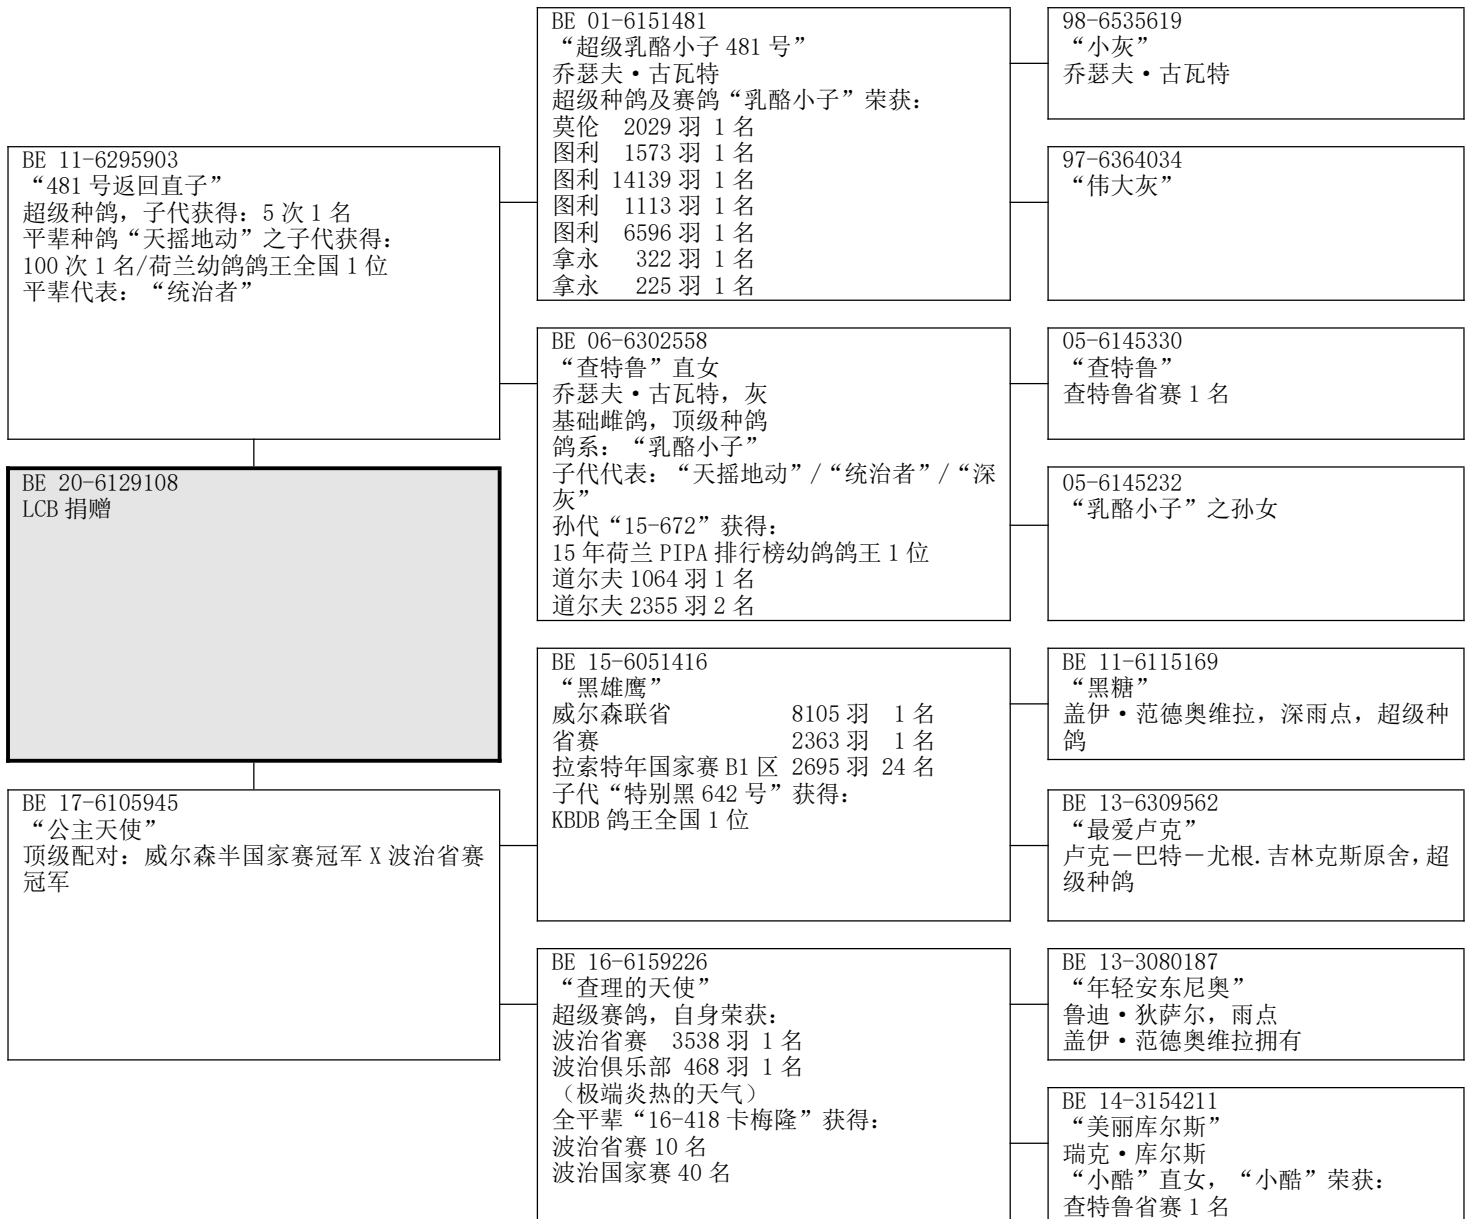 BE 11-6295903
“481 号返回直子”
超级种鸽，子代获得：5 次 1 名
平辈种鸽“天摇地动”之子代获得：
100 次 1 名/荷兰幼鸽鸽王全国 1 位
平辈代表：“统治者”
BE 20-6129108
LCB 捐赠
BE 17-6105945
“公主天使”
顶级配对：威尔森半国家赛冠军 X 波治省赛
冠军
BE 01-6151481
“超级乳酪小子 481 号”
乔瑟夫·古瓦特
超级种鸽及赛鸽“乳酪小子”荣获：
莫伦 2029 羽 1 名
图利 1573 羽 1 名
图利 14139 羽 1 名
图利 1113 羽 1 名
图利 6596 羽 1 名
拿永 322 羽 1 名
拿永 225 羽 1 名
BE 06-6302558
“查特鲁”直女
乔瑟夫·古瓦特，灰
基础雌鸽，顶级种鸽
鸽系：“乳酪小子”
子代代表：“天摇地动”/“统治者”/“深
灰”
孙代“15-672”获得：
15 年荷兰 PIPA 排行榜幼鸽鸽王 1 位
道尔夫 1064 羽 1 名
道尔夫 2355 羽 2 名
BE 15-6051416
“黑雄鹰”
威尔森联省 8105 羽 1 名
省赛 2363 羽 1 名
拉索特年国家赛 B1 区 2695 羽 24 名
子代“特别黑 642 号”获得：
KBDB 鸽王全国 1 位
BE 16-6159226
“查理的天使”
超级赛鸽，自身荣获：
波治省赛 3538 羽 1 名
波治俱乐部 468 羽 1 名
（极端炎热的天气）
全平辈“16-418 卡梅隆”获得：
波治省赛 10 名
波治国家赛 40 名
98-6535619
“小灰”
乔瑟夫·古瓦特
97-6364034
“伟大灰”
05-6145330
“查特鲁”
查特鲁省赛 1 名
05-6145232
“乳酪小子”之孙女
BE 11-6115169
“黑糖”
盖伊·范德奥维拉，深雨点，超级种
鸽
BE 13-6309562
“最爱卢克”
卢克－巴特－尤根.吉林克斯原舍，超
级种鸽
BE 13-3080187
“年轻安东尼奥”
鲁迪·狄萨尔，雨点
盖伊·范德奥维拉拥有
BE 14-3154211
“美丽库尔斯”
瑞克·库尔斯
“小酷”直女，“小酷”荣获：
查特鲁省赛 1 名